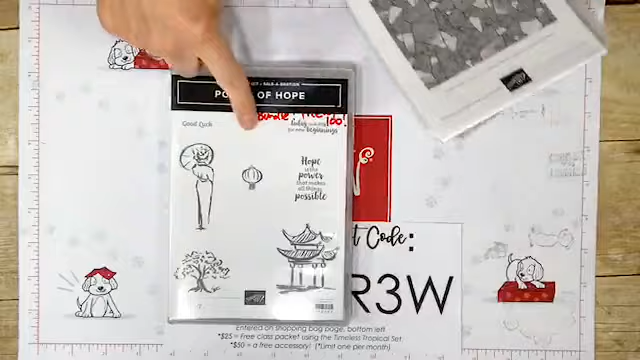 OF HOPE
Good Luck
today
new
beginnings
Hope
is the
power
that makes
all things
possible
t Code:
R3W
Entered on shopping bag page, bottom left
*$25 = Free class packet using the Timeless Tropical Set
*$50 = a free accessory! (*Limit one per month)